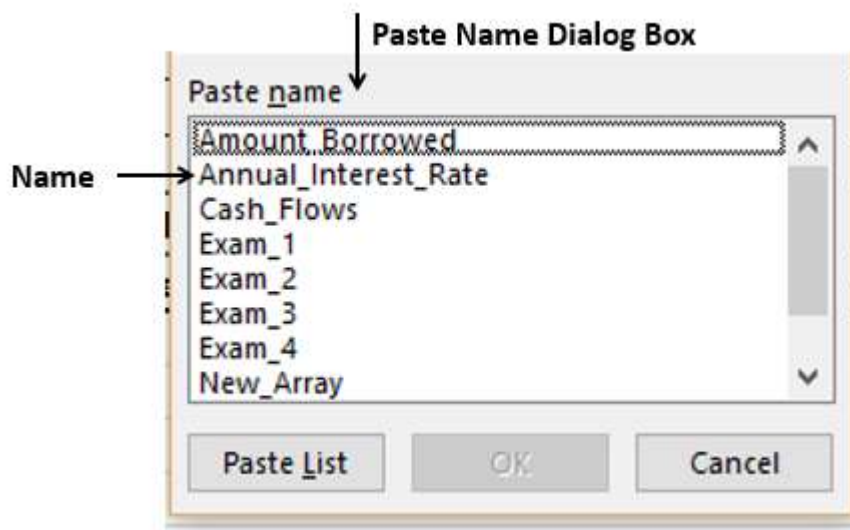 Paste Name Dialog Box
Paste name
Amount_Borrowed
Name
Annual_Interest_Rate
Cash_Flows
Exam_1
Exam_2
Exam_3
Exam_4
New_Array
Paste List
OK
Cancel